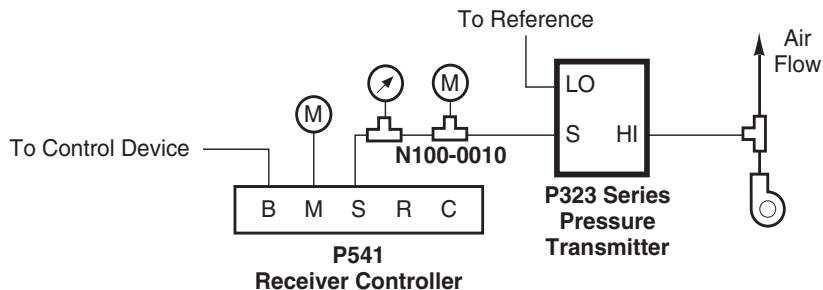 To Reference
Air
Flow
M
M
LO
To Control Device
S
HI
N100-0010
B M S R C
P323 Series
Pressure
Transmitter
P541
Receiver Controller